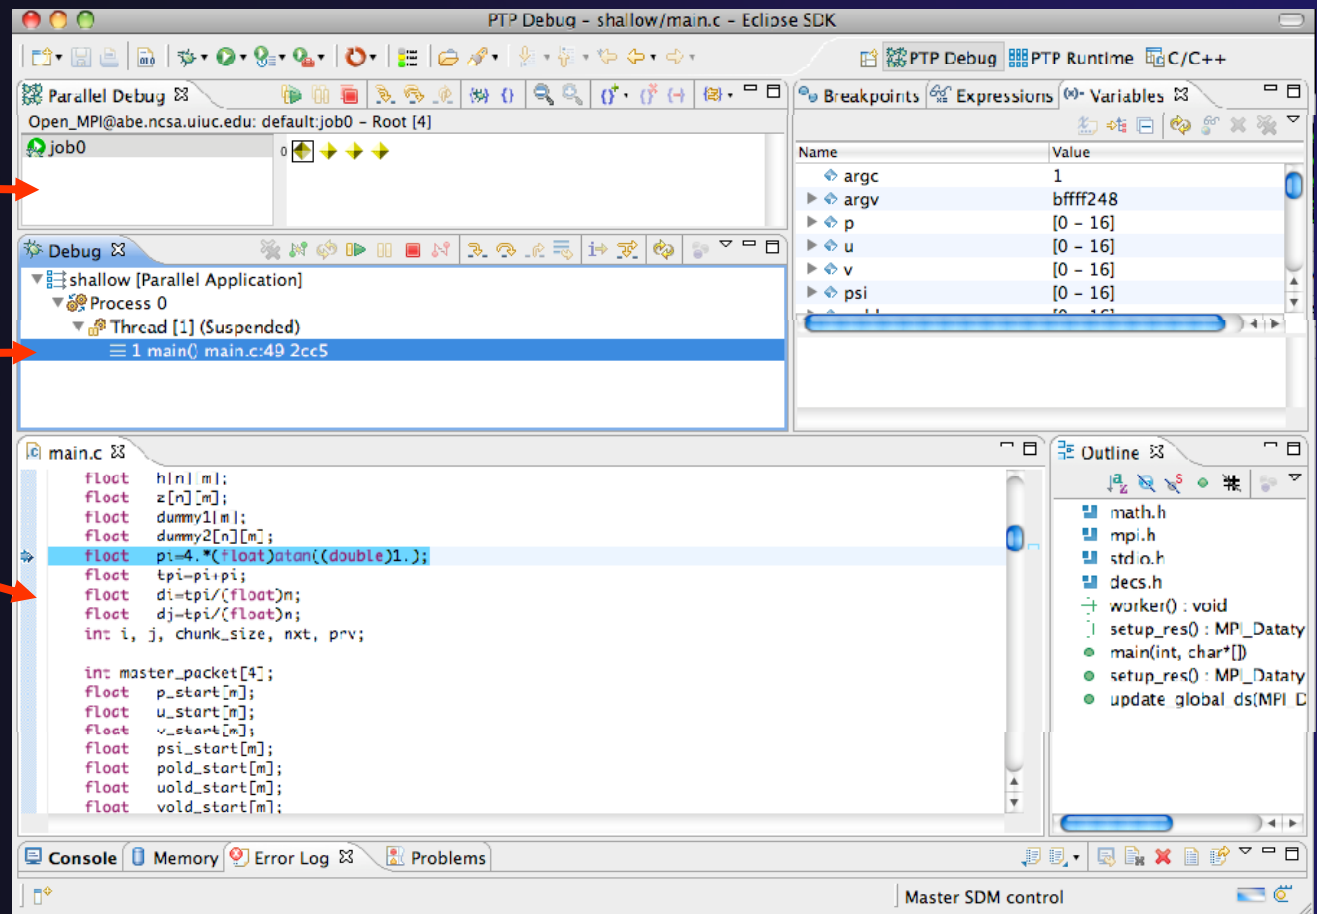 PTP Debug - shallow/main.c - Eclipse SDK
PTP Debug PTP Runtime C/C++
Parallel Debug
Open_MPI@abe.ncsa.uiuc.edu: default:job0 - Root [4]
job0
0
Breakpoints Expressions (x)= Variables
Name Value
argc 1
argv bffff248
p [0 - 16]
u [0 - 16]
v [0 - 16]
psi [0 - 16]
Debug
shallow [Parallel Application]
Process 0
Thread [1] (Suspended)
1 main() main.c:49 2cc5
main.c
float h[n][m];
float z[n][m];
float dummy1[m];
float dummy2[n][m];
float pi=4.*(float)atan((double)1.);
float tpi=pi+pi;
float di=tpi/(float)n;
float dj=tpi/(float)n;
int i, j, chunk_size, nxt, prv;
int master_packet[4];
float p_start[m];
float u_start[m];
float v_start[m];
float psi_start[m];
float pold_start[m];
float uold_start[m];
float vold_start[m];
Outline
math.h
mpi.h
stdio.h
decs.h
worker() : void
setup_res() : MPI_Dataty
main(int, char*[])
setup_res() : MPI_Dataty
update_global_ds(MPI_D
Console Memory Error Log Problems
Master SDM control